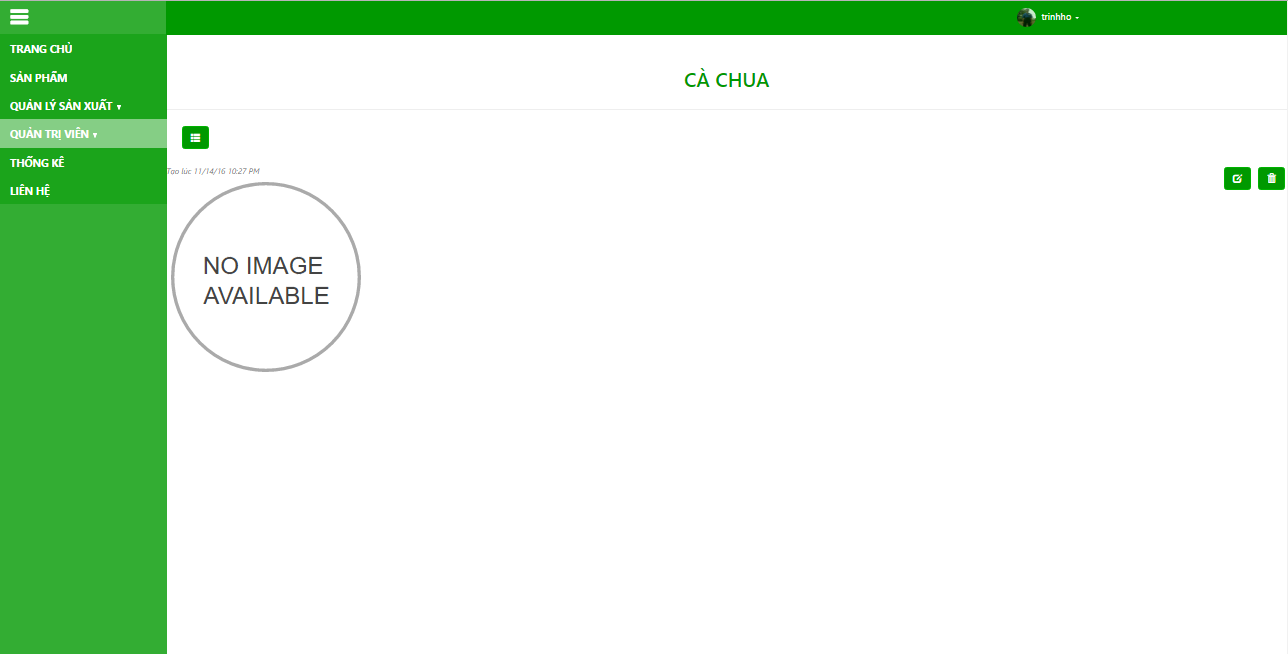 trinhho
TRANG CHỦ
SẢN PHẨM
QUẢN LÝ SẢN XUẤT ▾
QUẢN TRỊ VIÊN ▾
THỐNG KÊ
LIÊN HỆ
CÀ CHUA
Tạo lúc 11/14/16 10:27 PM
NO IMAGE
AVAILABLE